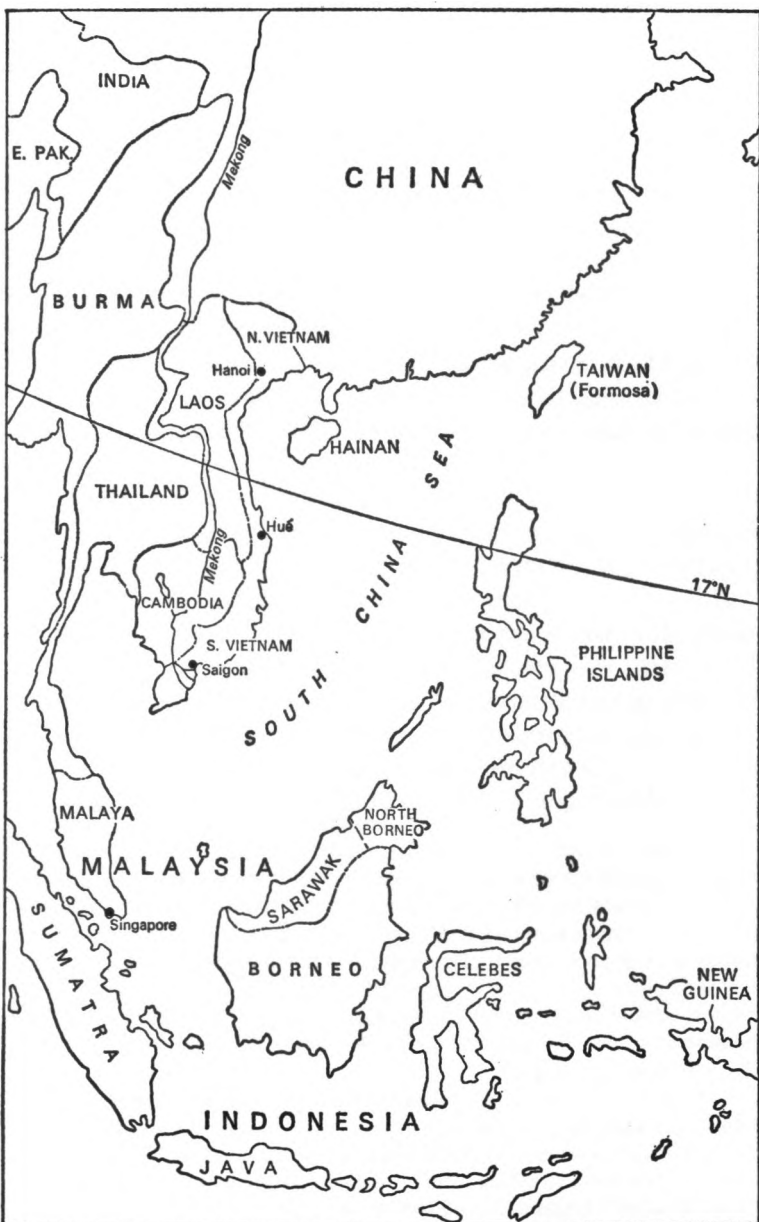 INDIA
E. PAK.
Mekong
CHINA
BURMA
N. VIETNAM
Hanoi
LAOS
TAIWAN
(Formosa)
HAINAN
THAILAND
Hué
Mekong
CAMBODIA
S. VIETNAM
Saigon
SOUTH CHINA SEA
17°N
PHILIPPINE
ISLANDS
MALAYA
NORTH
BORNEO
MALAYSIA
SARAWAK
Singapore
SUMATRA
BORNEO
CELEBES
NEW
GUINEA
INDONESIA
JAVA